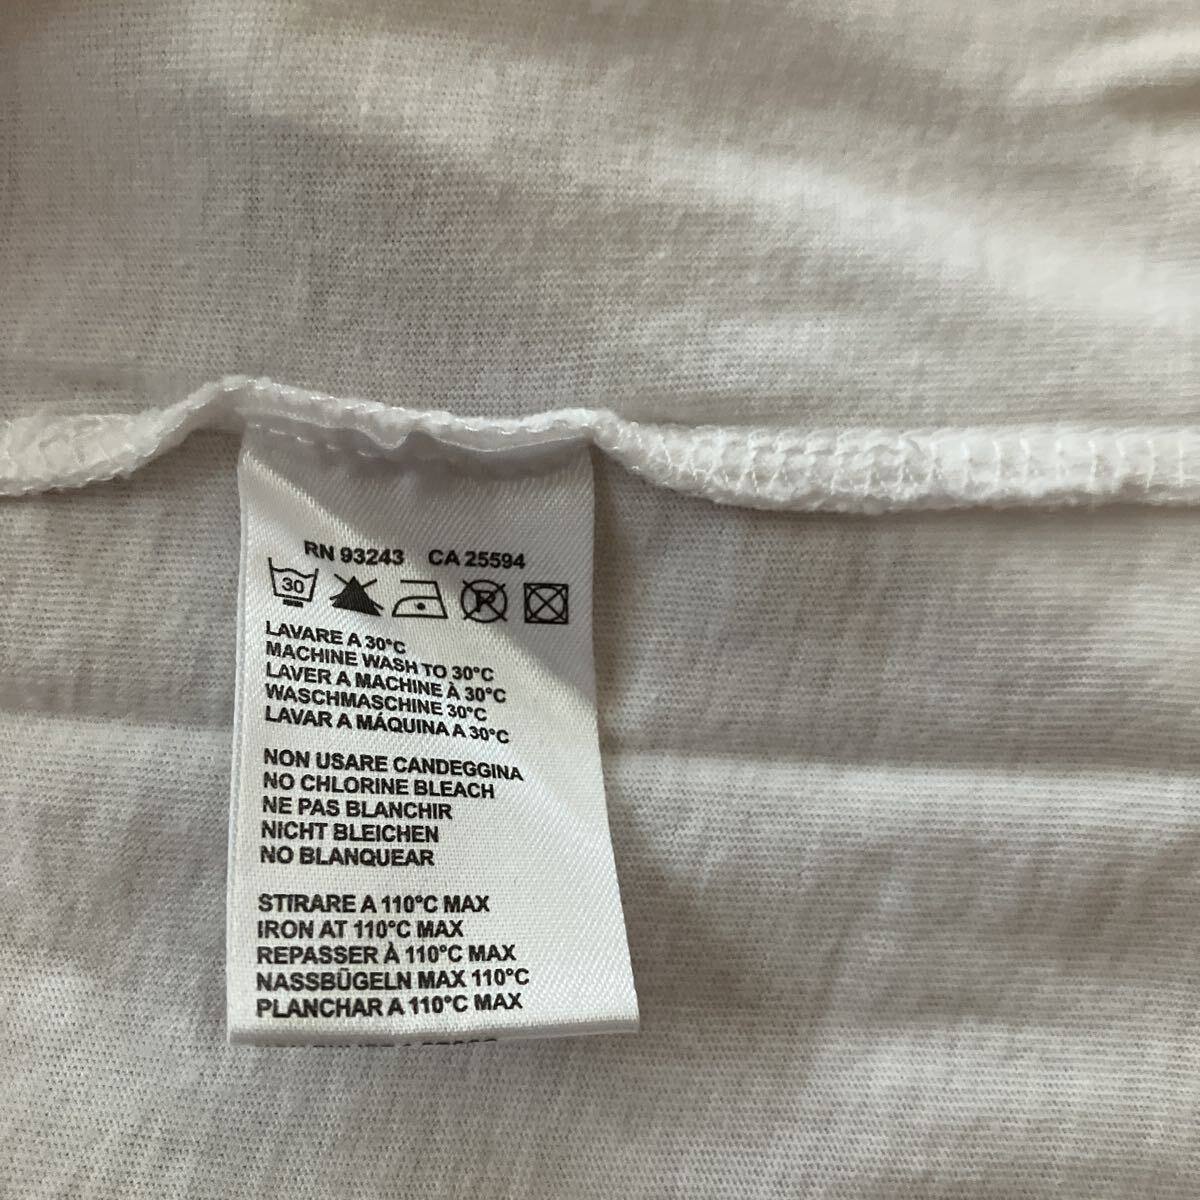 RN 93243 CA 25594
30 P
LAVARE A 30°C
MACHINE WASH TO 30°C
LAVER A MACHINE À 30°C
WASCHMASCHINE 30°C
LAVAR A MÁQUINA A 30°C
NON USARE CANDEGGINA
NO CHLORINE BLEACH
NE PAS BLANCHIR
NICHT BLEICHEN
NO BLANQUEAR
STIRARE A 110°C MAX
IRON AT 110°C MAX
REPASSER À 110°C MAX
NASSBÜGELN MAX 110°C
PLANCHAR A 110°C MAX